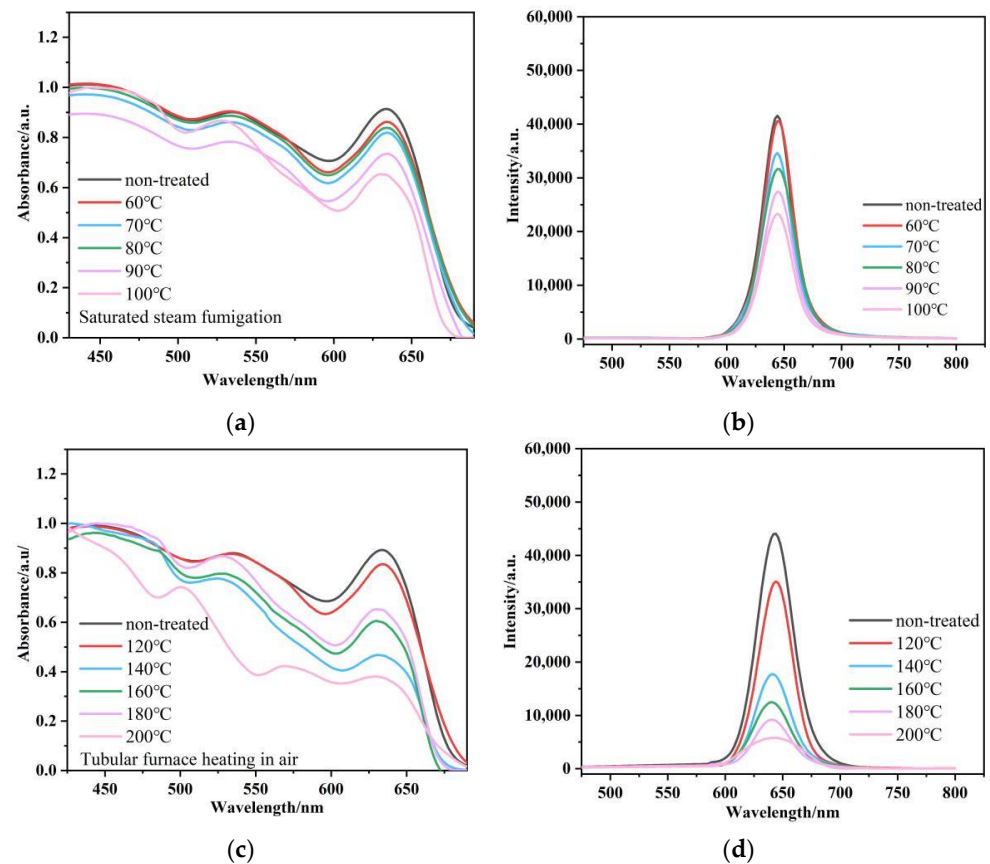 1.2
1.0
0.8
0.6
0.4
0.2
0.0
Absorbance/a.u.
non-treated
60℃
70℃
80℃
90℃
100℃
Saturated steam fumigation
450 500 550 600 650
Wavelength/nm
(a)
60,000
50,000
40,000
30,000
20,000
10,000
0
Intensity/a.u.
non-treated
60℃
70℃
80℃
90℃
100℃
500 550 600 650 700 750 800
Wavelength/nm
(b)
1.2
1.0
0.8
0.6
0.4
0.2
0.0
Absorbance/a.u/
non-treated
120℃
140℃
160℃
180℃
200℃
Tubular furnace heating in air
450 500 550 600 650
Wavelength/nm
(c)
60,000
50,000
40,000
30,000
20,000
10,000
0
Intensity/a.u.
non-treated
120℃
140℃
160℃
180℃
200℃
500 550 600 650 700 750 800
Wavelength/nm
(d)